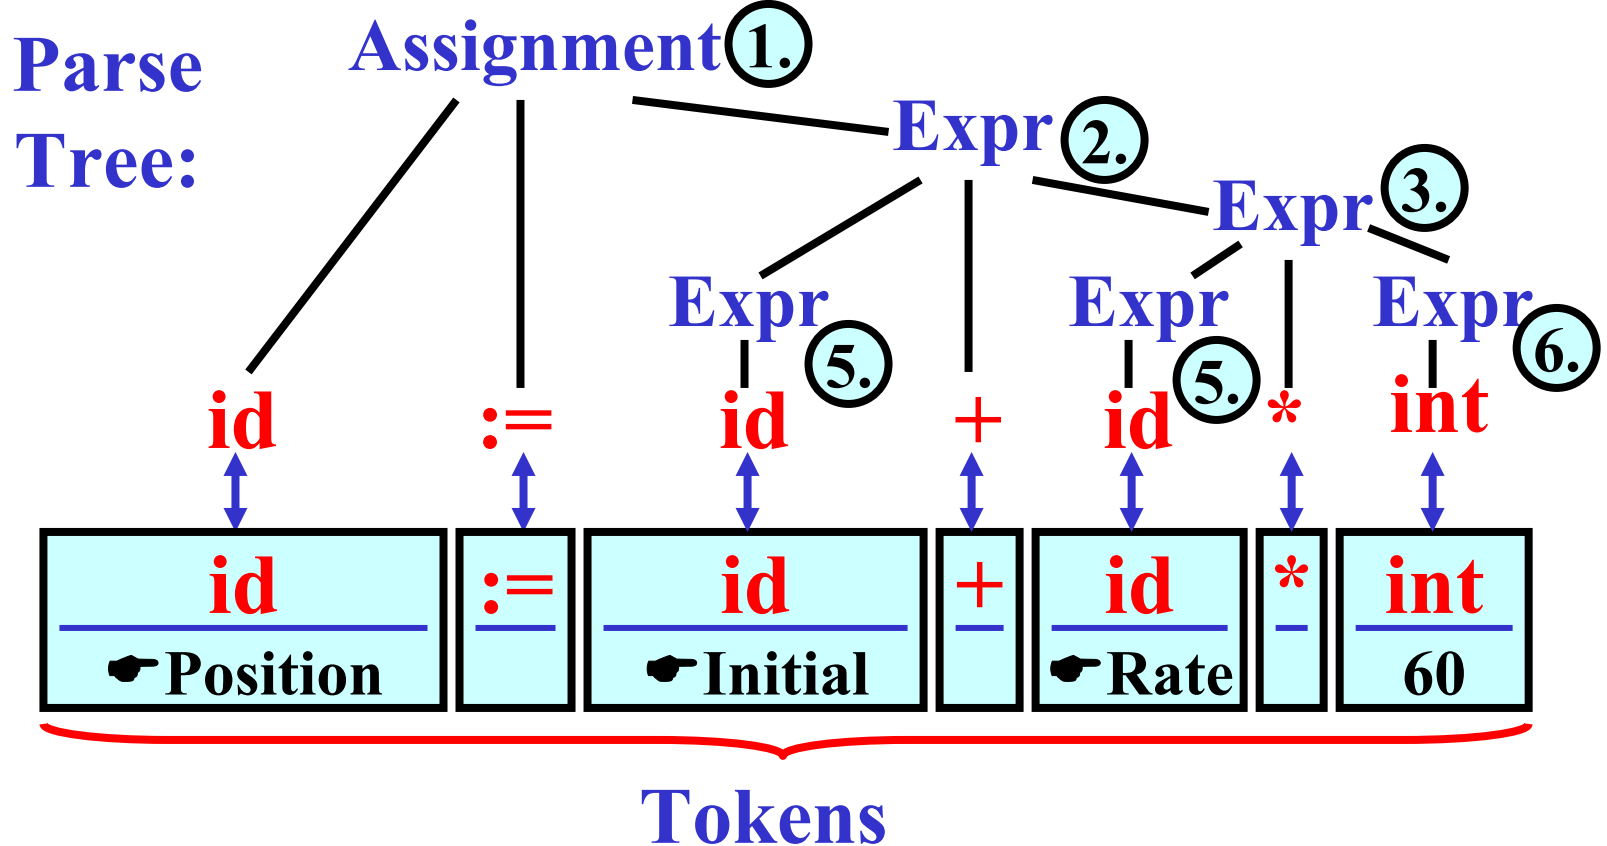 Parse
Tree:
Assignment 1.
Expr 2.
Expr 3.
Expr 5. Expr 5. Expr 6.
id := id + id * int
id := id + id * int
☛Position ☛Initial ☛Rate 60
Tokens